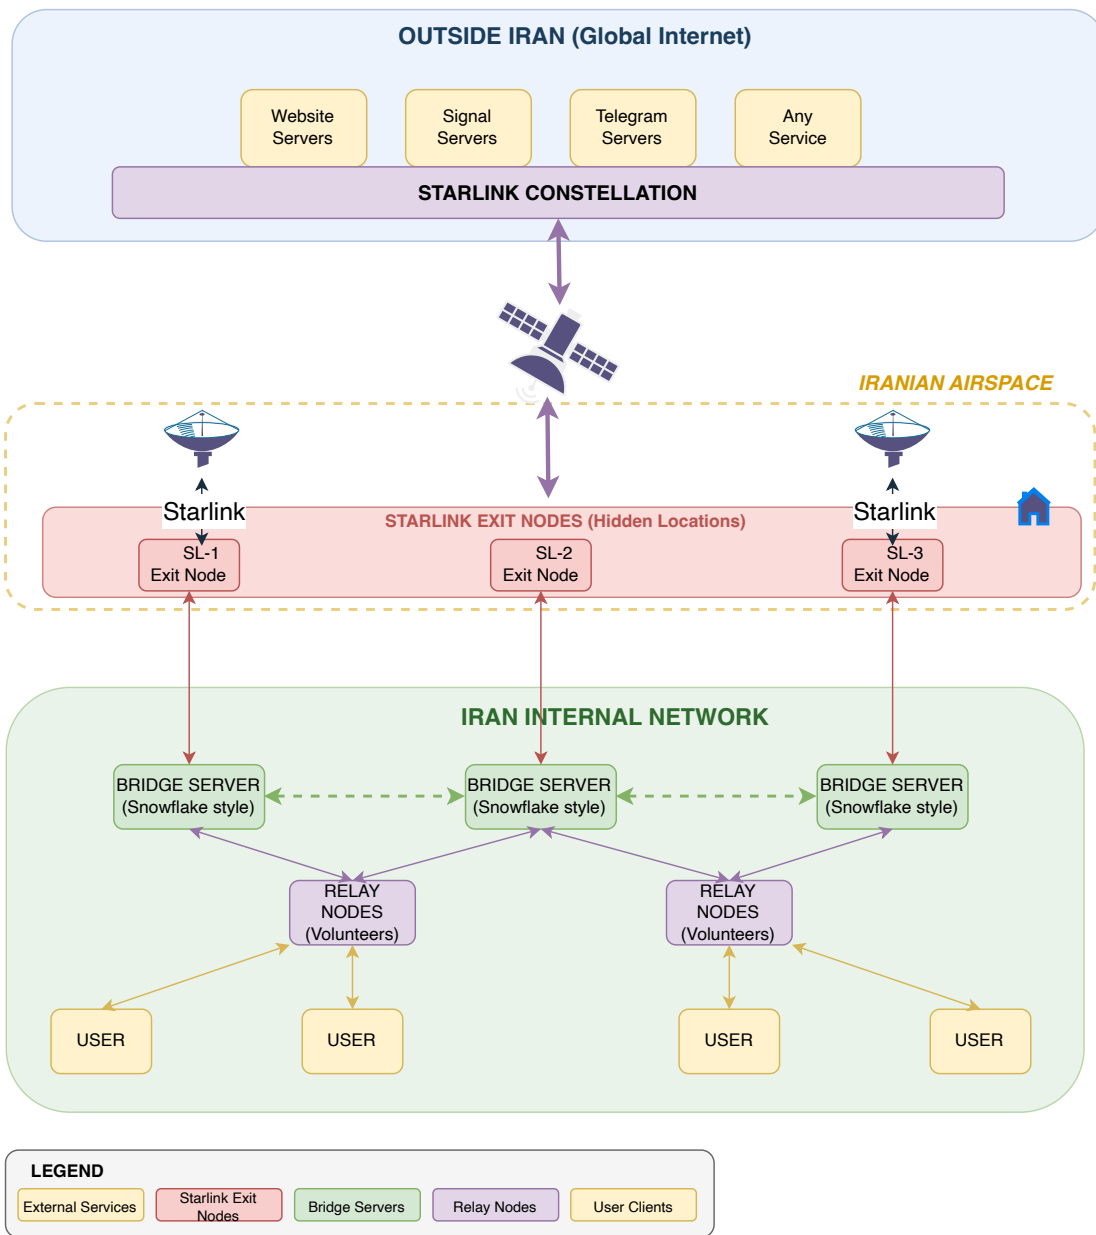 OUTSIDE IRAN (Global Internet)
Website
Servers
Signal
Servers
Telegram
Servers
Any
Service
STARLINK CONSTELLATION
IRANIAN AIRSPACE
Starlink
STARLINK EXIT NODES (Hidden Locations)
Starlink
SL-1
Exit Node
SL-2
Exit Node
SL-3
Exit Node
IRAN INTERNAL NETWORK
BRIDGE SERVER
(Snowflake style)
BRIDGE SERVER
(Snowflake style)
BRIDGE SERVER
(Snowflake style)
RELAY
NODES
(Volunteers)
RELAY
NODES
(Volunteers)
USER
USER
USER
USER
LEGEND
External Services
Starlink Exit
Nodes
Bridge Servers
Relay Nodes
User Clients